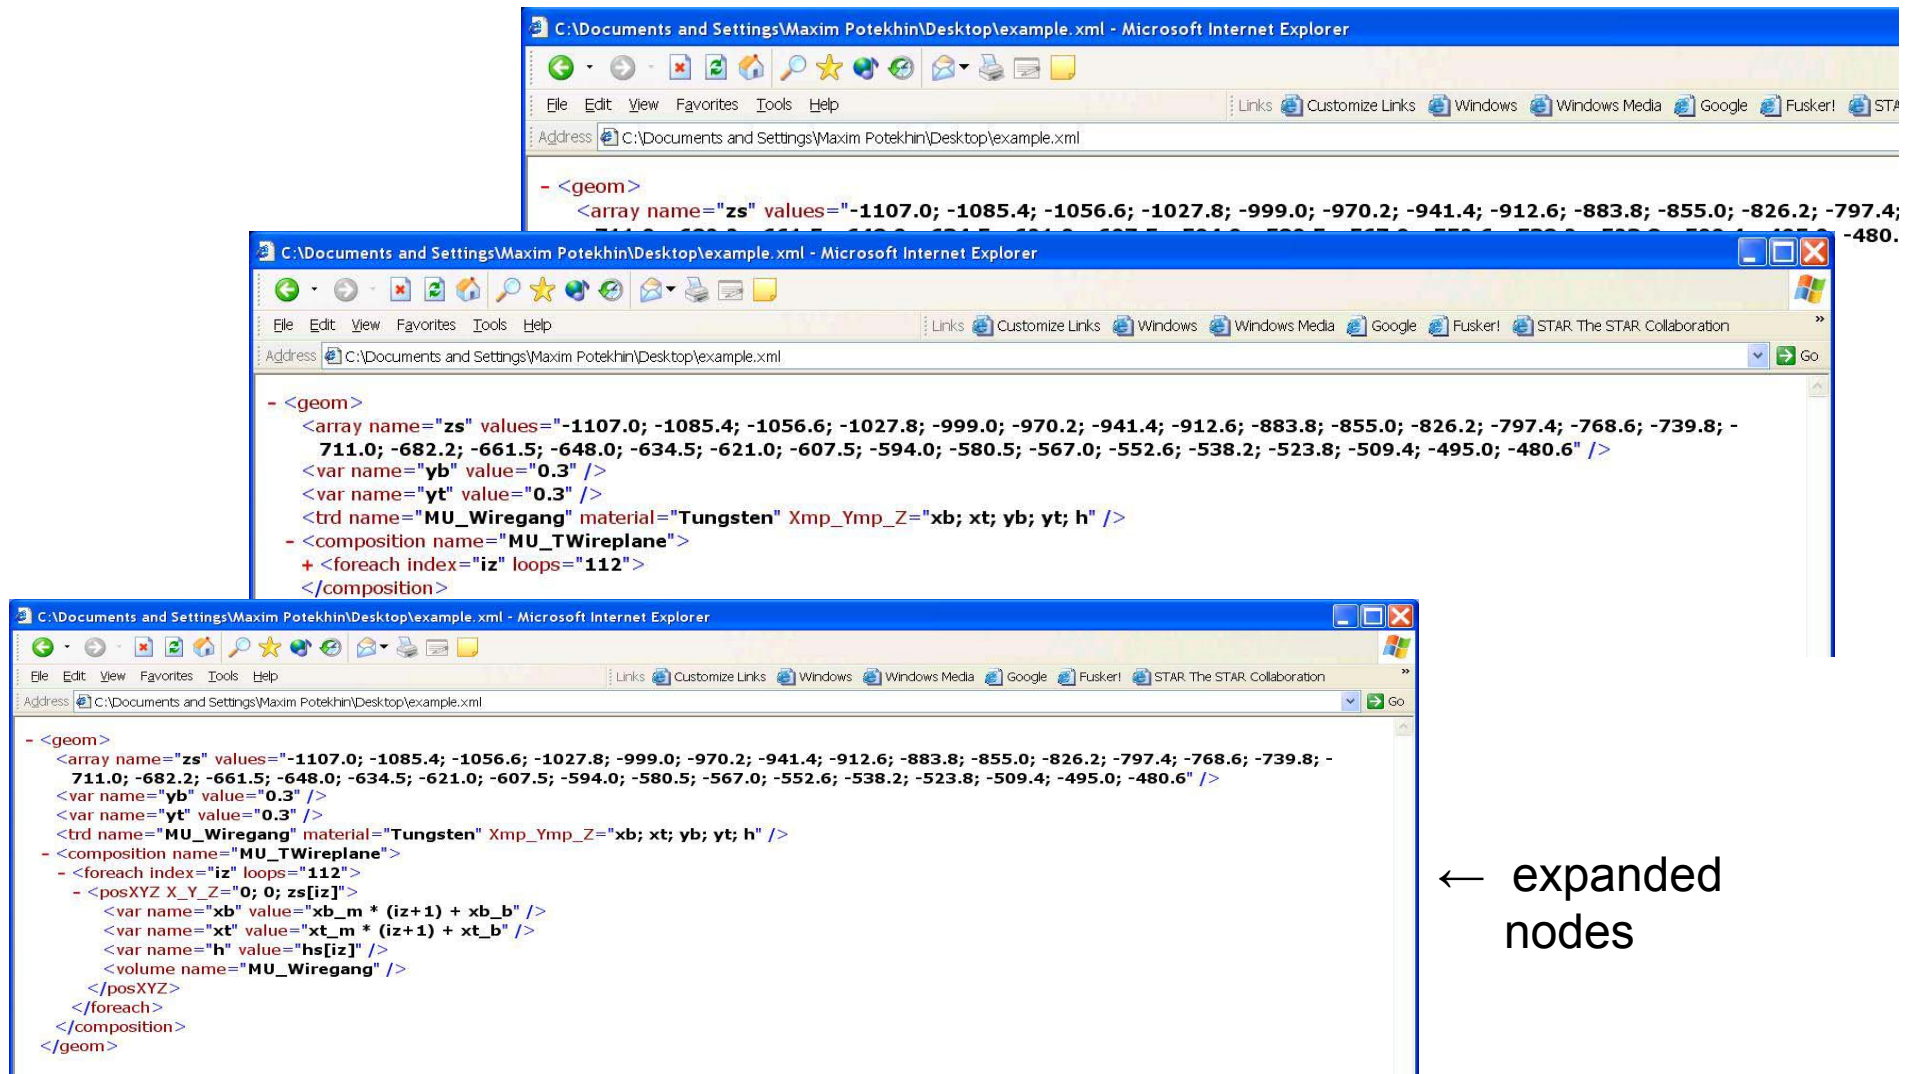 C:\Documents and Settings\Maxim Potekhin\Desktop\example.xml - Microsoft Internet Explorer
File Edit View Favorites Tools Help Links Customize Links Windows Windows Media Google Fusker! STA
Address C:\Documents and Settings\Maxim Potekhin\Desktop\example.xml
- <geom>
<array name="zs" values="-1107.0; -1085.4; -1056.6; -1027.8; -999.0; -970.2; -941.4; -912.6; -883.8; -855.0; -826.2; -797.4;
-480.
C:\Documents and Settings\Maxim Potekhin\Desktop\example.xml - Microsoft Internet Explorer
File Edit View Favorites Tools Help Links Customize Links Windows Windows Media Google Fusker! STAR The STAR Collaboration »
Address C:\Documents and Settings\Maxim Potekhin\Desktop\example.xml Go
- <geom>
<array name="zs" values="-1107.0; -1085.4; -1056.6; -1027.8; -999.0; -970.2; -941.4; -912.6; -883.8; -855.0; -826.2; -797.4; -768.6; -739.8; -
711.0; -682.2; -661.5; -648.0; -634.5; -621.0; -607.5; -594.0; -580.5; -567.0; -552.6; -538.2; -523.8; -509.4; -495.0; -480.6" />
<var name="yb" value="0.3" />
<var name="yt" value="0.3" />
<trd name="MU_Wiregang" material="Tungsten" Xmp_Ymp_Z="xb; xt; yb; yt; h" />
- <composition name="MU_TWireplane">
+ <foreach index="iz" loops="112">
</composition>
C:\Documents and Settings\Maxim Potekhin\Desktop\example.xml - Microsoft Internet Explorer
File Edit View Favorites Tools Help Links Customize Links Windows Windows Media Google Fusker! STAR The STAR Collaboration »
Address C:\Documents and Settings\Maxim Potekhin\Desktop\example.xml Go
- <geom>
<array name="zs" values="-1107.0; -1085.4; -1056.6; -1027.8; -999.0; -970.2; -941.4; -912.6; -883.8; -855.0; -826.2; -797.4; -768.6; -739.8; -
711.0; -682.2; -661.5; -648.0; -634.5; -621.0; -607.5; -594.0; -580.5; -567.0; -552.6; -538.2; -523.8; -509.4; -495.0; -480.6" />
<var name="yb" value="0.3" />
<var name="yt" value="0.3" />
<trd name="MU_Wiregang" material="Tungsten" Xmp_Ymp_Z="xb; xt; yb; yt; h" />
- <composition name="MU_TWireplane">
- <foreach index="iz" loops="112">
- <posXYZ X_Y_Z="0; 0; zs[iz]">
<var name="xb" value="xb_m * (iz+1) + xb_b" />
<var name="xt" value="xt_m * (iz+1) + xt_b" />
<var name="h" value="hs[iz]" />
<volume name="MU_Wiregang" />
</posXYZ>
</foreach>
</composition>
</geom>
← expanded
nodes